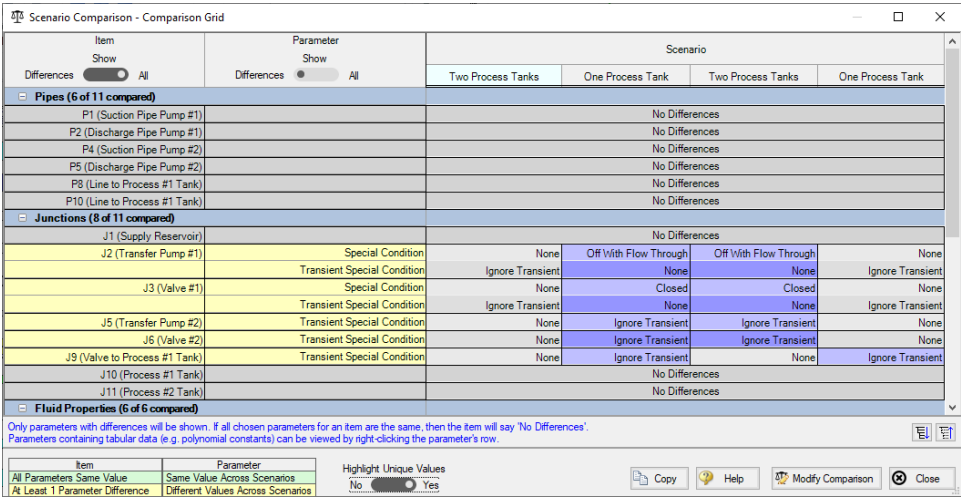 Scenario Comparison - Comparison Grid
Item Parameter Scenario
Show Show
Differences All Differences All
Two Process Tanks One Process Tank Two Process Tanks One Process Tank
Pipes (6 of 11 compared)
P1 (Suction Pipe Pump #1) No Differences
P2 (Discharge Pipe Pump #1) No Differences
P4 (Suction Pipe Pump #2) No Differences
P5 (Discharge Pipe Pump #2) No Differences
P8 (Line to Process #1 Tank) No Differences
P10 (Line to Process #1 Tank) No Differences
Junctions (8 of 11 compared)
J1 (Supply Reservoir) No Differences
J2 (Transfer Pump #1) Special Condition None Off With Flow Through Off With Flow Through None
Transient Special Condition Ignore Transient None None Ignore Transient
J3 (Valve #1) Special Condition None Closed Closed None
Transient Special Condition Ignore Transient None None Ignore Transient
J5 (Transfer Pump #2) Transient Special Condition None Ignore Transient Ignore Transient None
J6 (Valve #2) Transient Special Condition None Ignore Transient Ignore Transient None
J9 (Valve to Process #1 Tank) Transient Special Condition None Ignore Transient None Ignore Transient
J10 (Process #1 Tank) No Differences
J11 (Process #2 Tank) No Differences
Fluid Properties (6 of 6 compared)
Only parameters with differences will be shown. If all chosen parameters for an item are the same, then the item will say 'No Differences'.
Parameters containing tabular data (e.g. polynomial constants) can be viewed by right-clicking the parameter's row.
Item Parameter
All Parameters Same Value Same Value Across Scenarios
At Least 1 Parameter Difference Different Values Across Scenarios
Highlight Unique Values
No Yes
Copy Help Modify Comparison Close